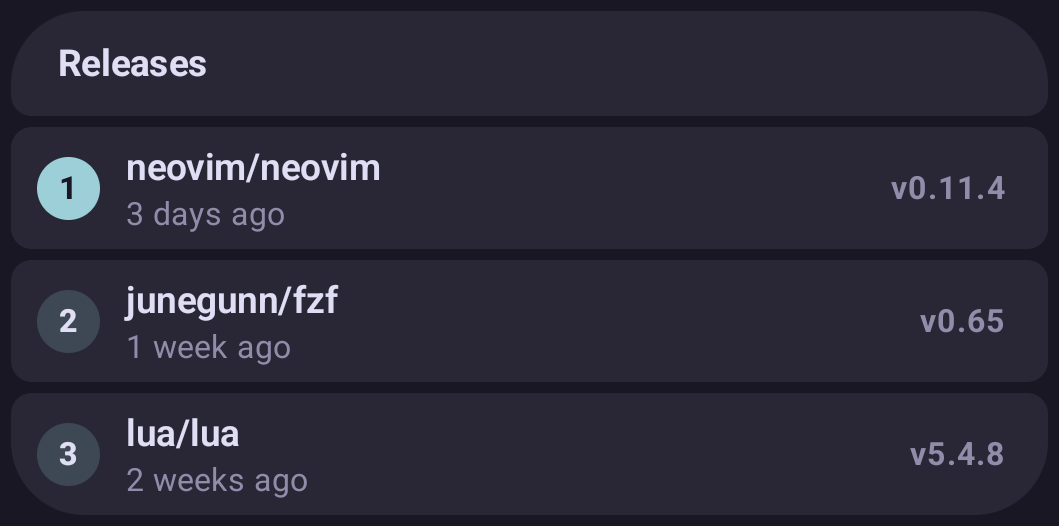 Releases
1
neovim/neovim
3 days ago
v0.11.4
2
junegunn/fzf
1 week ago
v0.65
3
lua/lua
2 weeks ago
v5.4.8